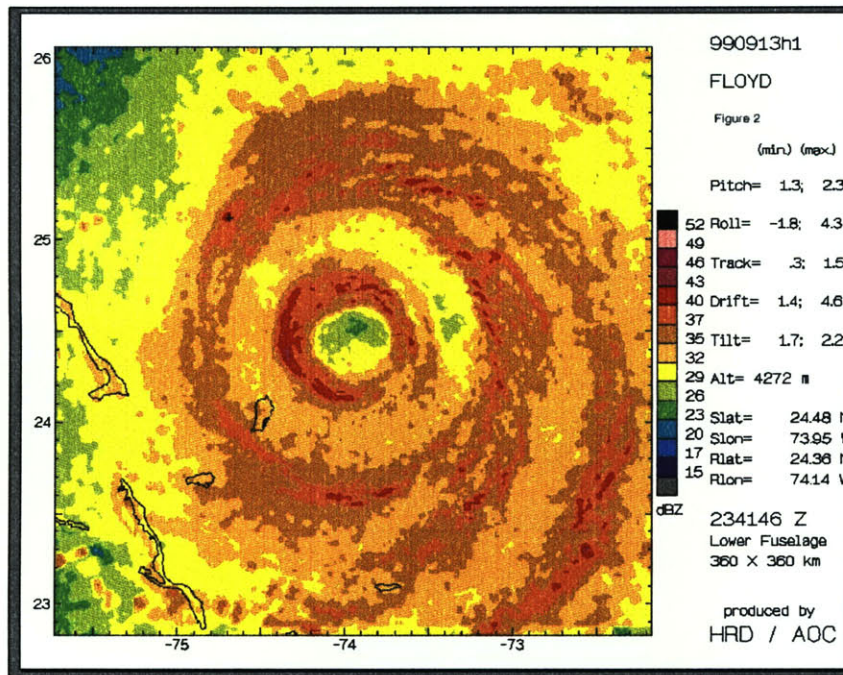 990913h1
FLOYD
Figure 2
(min.) (max.)
Pitch= 1.3; 2.3
Roll= -1.8; 4.3
Track= .3; 1.5
Drift= 1.4; 4.6
Tilt= 1.7; 2.2
Alt= 4272 m
Slat= 24.48 N
Slon= 73.95 W
Rlat= 24.36 N
Rlon= 74.14 W
234146 Z
Lower Fuselage
360 X 360 km
produced by
HRD / AOC
52
49
46
43
40
37
35
32
29
26
23
20
17
15
dBZ
26
25
24
23
-75
-74
-73